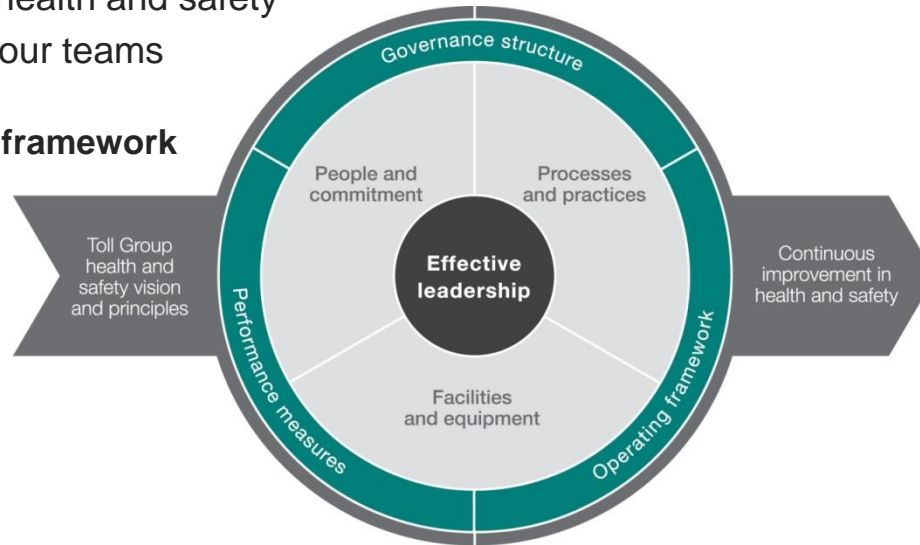 health and safety
our teams
framework
Governance structure
People and
commitment
Processes
and practices
Toll Group
health and
safety vision
and principles
Effective
leadership
Continuous
improvement in
health and safety
Performance measures
Facilities
and equipment
Operating framework